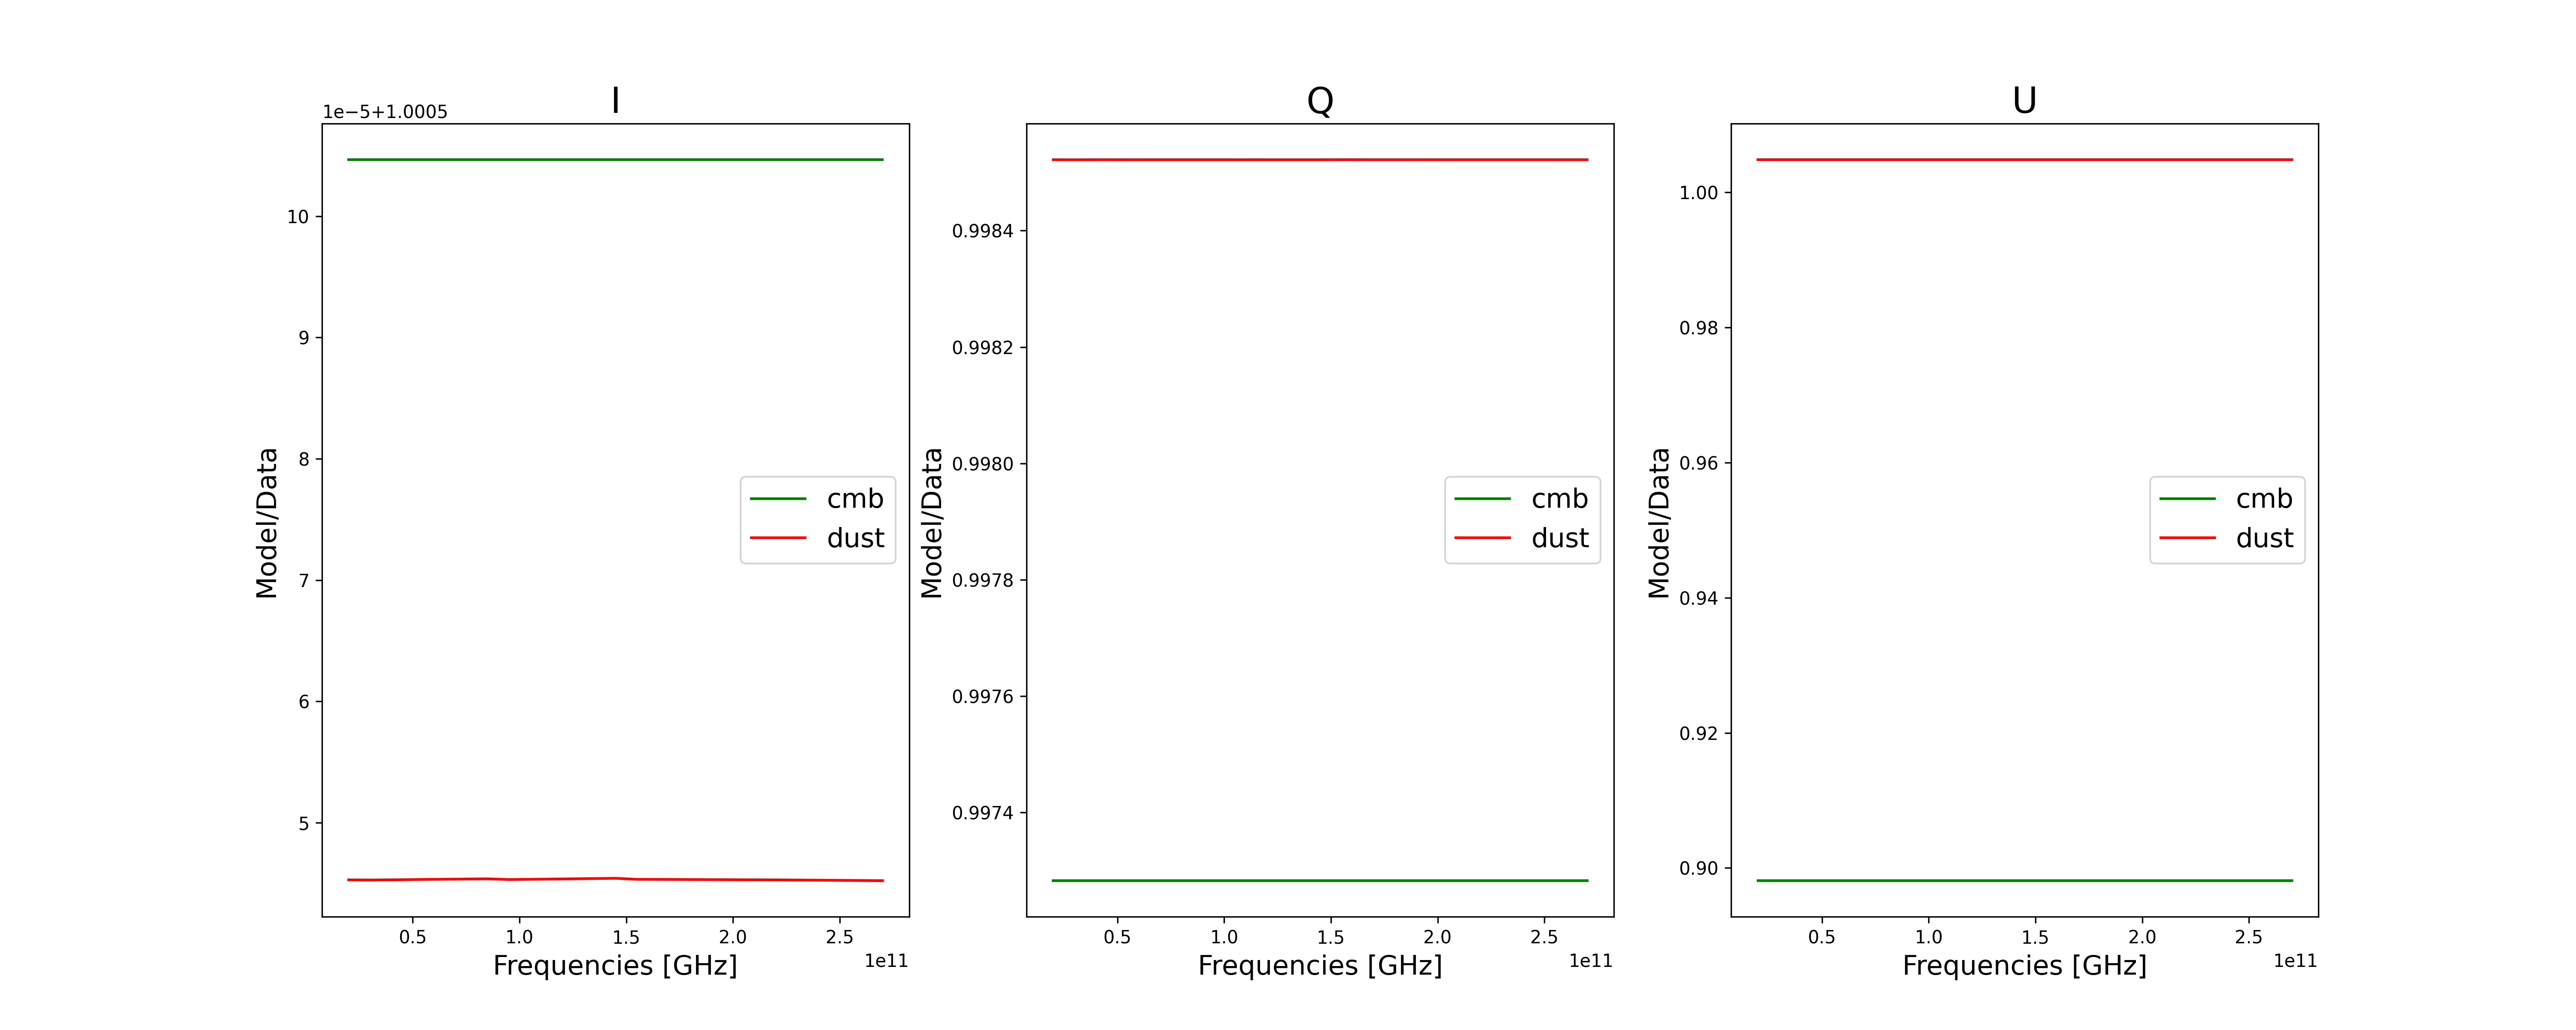 I
1e−5+1.0005
10
9
8
7
6
5
Model/Data
cmb
dust
0.5 1.0 1.5 2.0 2.5
1e11
Frequencies [GHz]
Q
0.9984
0.9982
0.9980
0.9978
0.9976
0.9974
Model/Data
cmb
dust
0.5 1.0 1.5 2.0 2.5
1e11
Frequencies [GHz]
U
1.00
0.98
0.96
0.94
0.92
0.90
Model/Data
cmb
dust
0.5 1.0 1.5 2.0 2.5
1e11
Frequencies [GHz]